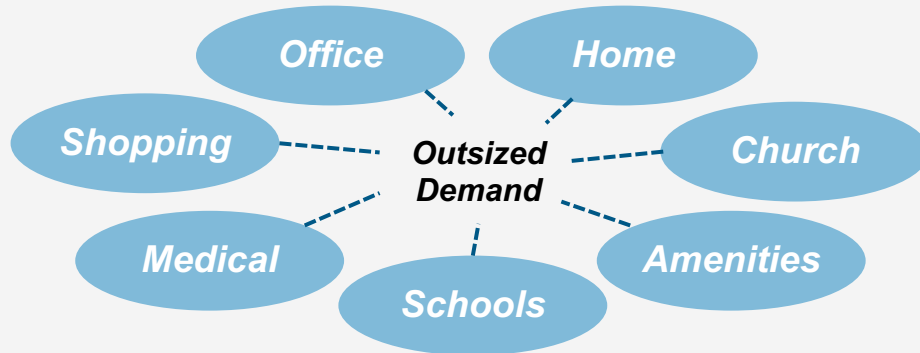 Office
Home
Shopping
Outsized
Demand
Church
Medical
Amenities
Schools